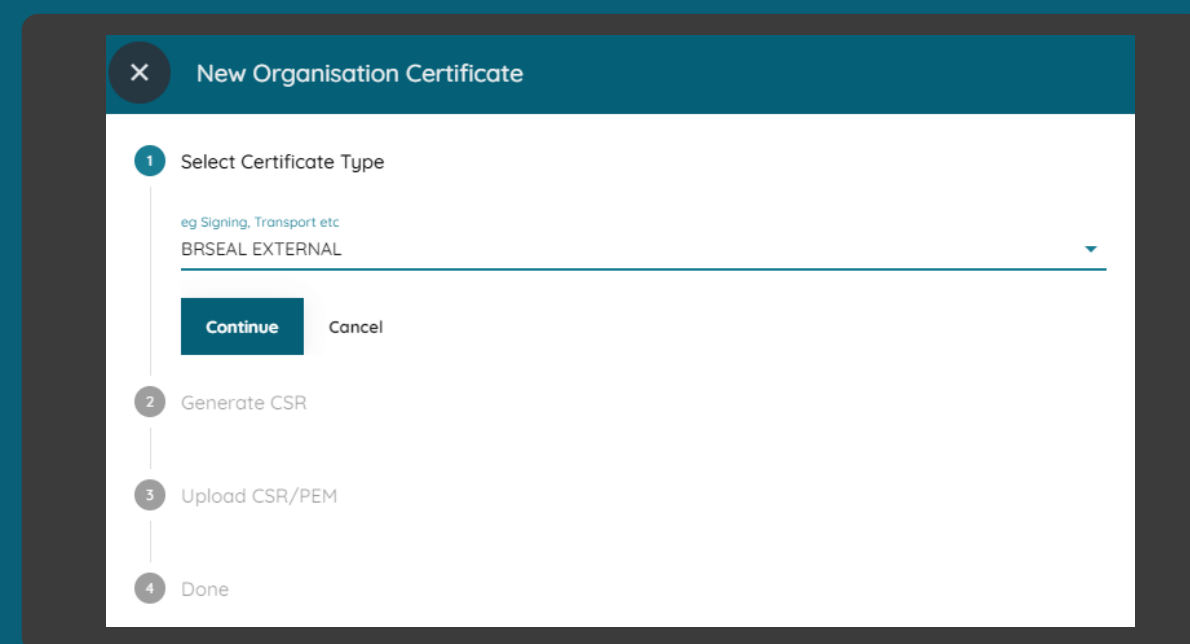 New Organisation Certificate
1 Select Certificate Type
eg Signing, Transport etc
BRSEAL EXTERNAL
Continue Cancel
2 Generate CSR
3 Upload CSR/PEM
4 Done